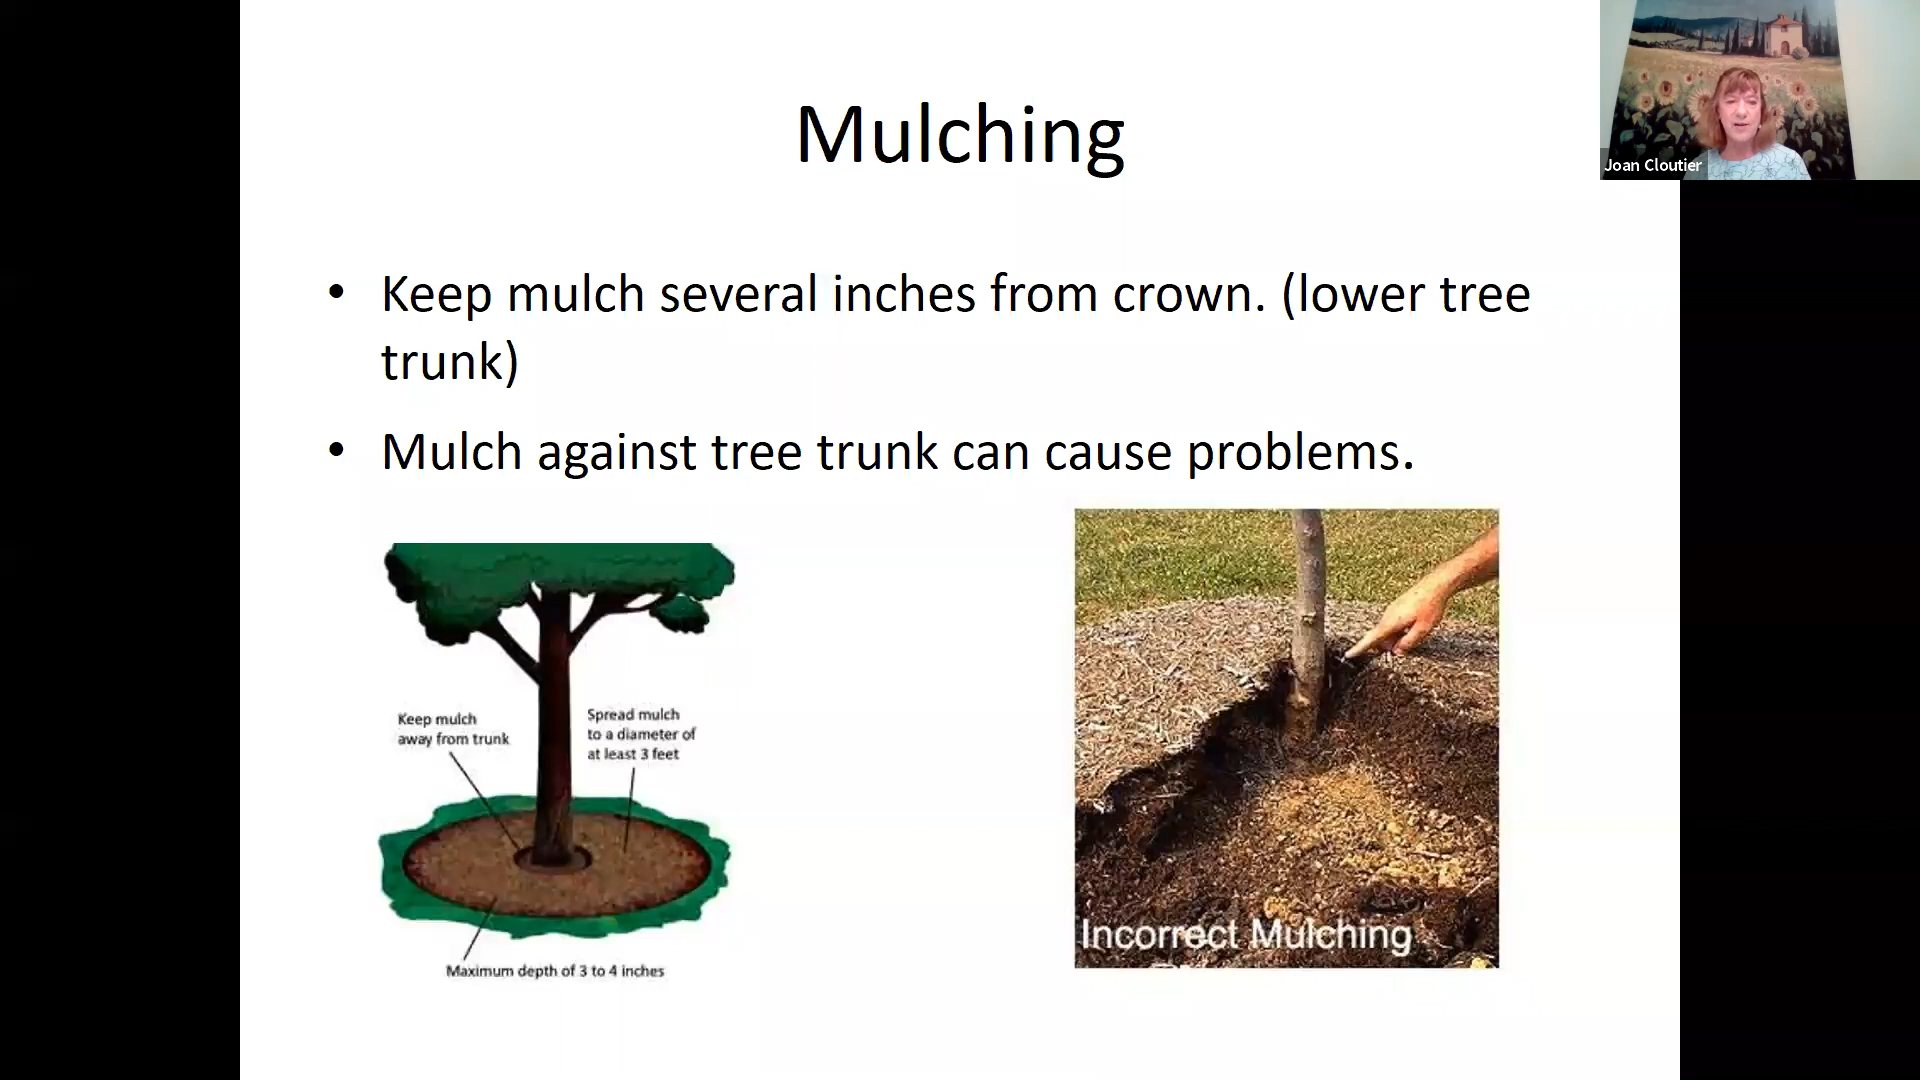 Mulching
Joan Cloutier
• Keep mulch several inches from crown. (lower tree
trunk)
• Mulch against tree trunk can cause problems.
Keep mulch
away from trunk
Spread mulch
to a diameter of
at least 3 feet
Maximum depth of 3 to 4 inches
Incorrect Mulching